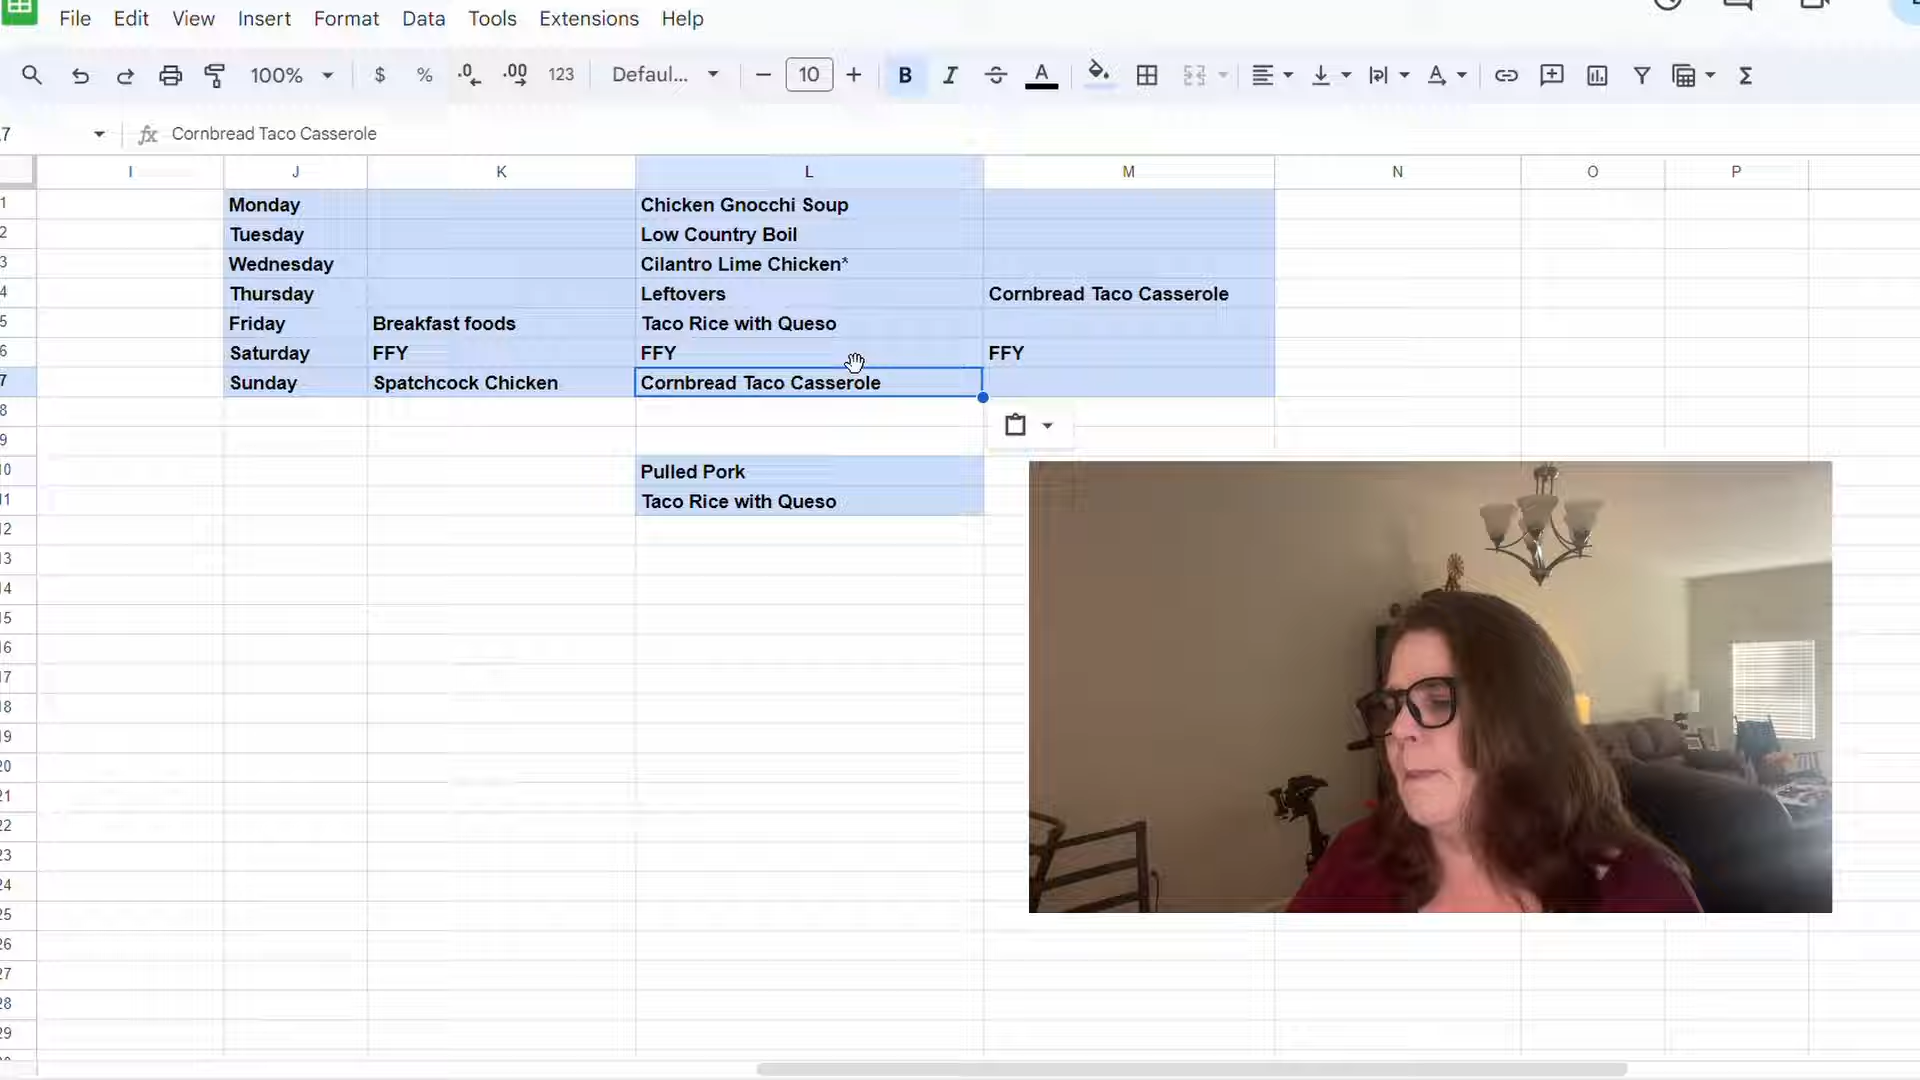 File Edit View Insert Format Data Tools Extensions Help
100% $ % .0 .00 123 Defaul... − 10 + B I S A Σ
7 fx Cornbread Taco Casserole
I J K L M N O P
1 Monday Chicken Gnocchi Soup
2 Tuesday Low Country Boil
3 Wednesday Cilantro Lime Chicken*
4 Thursday Leftovers Cornbread Taco Casserole
5 Friday Breakfast foods Taco Rice with Queso
6 Saturday FFY FFY FFY
7 Sunday Spatchcock Chicken Cornbread Taco Casserole
8
9
10 Pulled Pork
11 Taco Rice with Queso
12
13
14
15
16
17
18
19
20
21
22
23
24
25
26
27
28
29